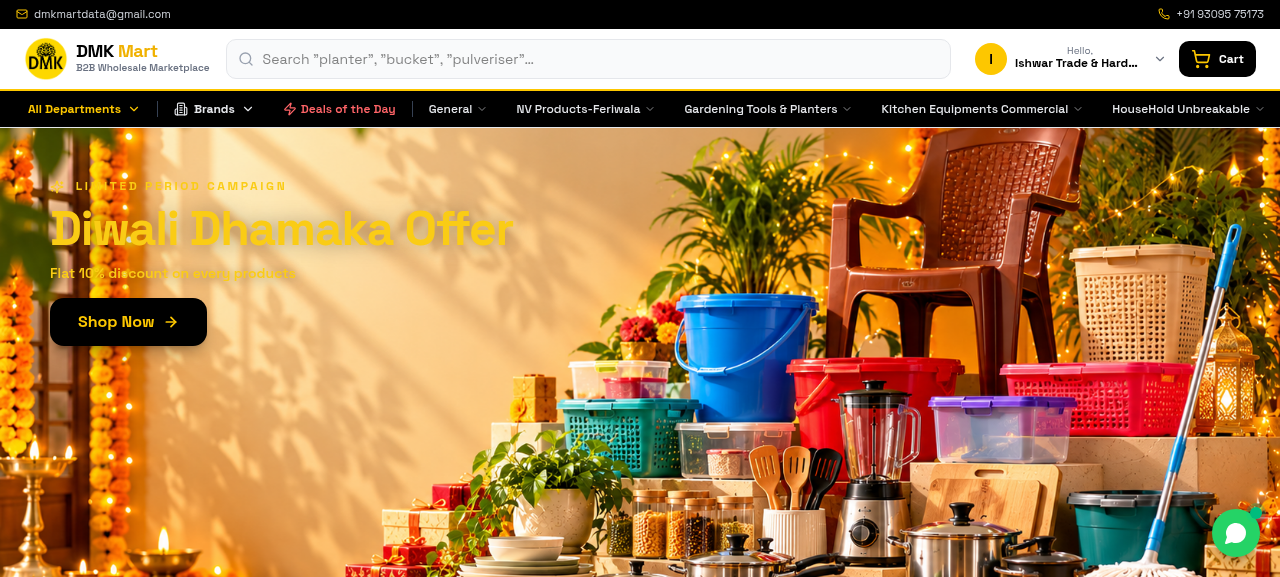 dmkmartdata@gmail.com
+91 93095 75173
DMK
DMK Mart
B2B Wholesale Marketplace
Search "planter", "bucket", "pulveriser"...
I
Hello,
Ishwar Trade & Hard...
Cart
All Departments
Brands
Deals of the Day
General
NV Products-Feriwala
Gardening Tools & Planters
Kitchen Equipments Commercial
HouseHold Unbreakable
LIMITED PERIOD CAMPAIGN
Diwali Dhamaka Offer
Flat 10% discount on every products
Shop Now